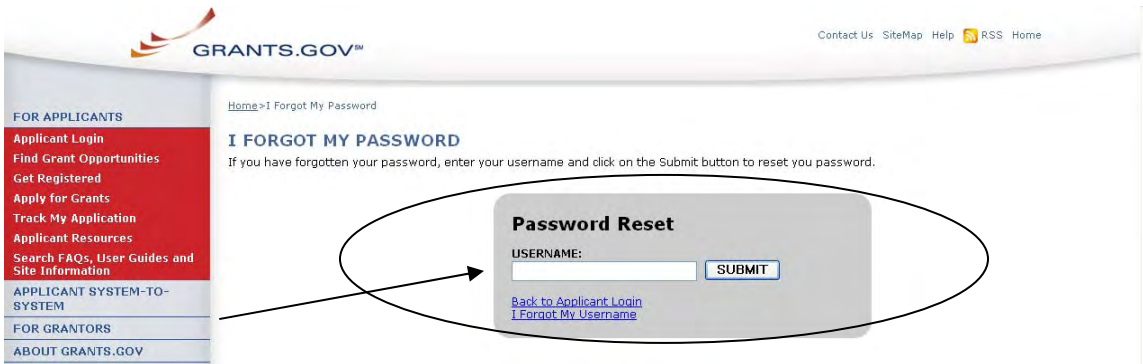 GRANTS.GOV℠
Contact Us SiteMap Help RSS Home
FOR APPLICANTS
Applicant Login
Find Grant Opportunities
Get Registered
Apply for Grants
Track My Application
Applicant Resources
Search FAQs, User Guides and
Site Information
APPLICANT SYSTEM-TO-
SYSTEM
FOR GRANTORS
ABOUT GRANTS.GOV
Home>I Forgot My Password
I FORGOT MY PASSWORD
If you have forgotten your password, enter your username and click on the Submit button to reset you password.
Password Reset
USERNAME:
SUBMIT
Back to Applicant Login
I Forgot My Username